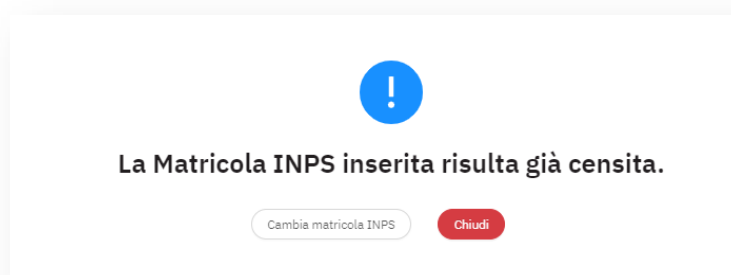 La Matricola INPS inserita risulta già censita.
Cambia matricola INPS
Chiudi